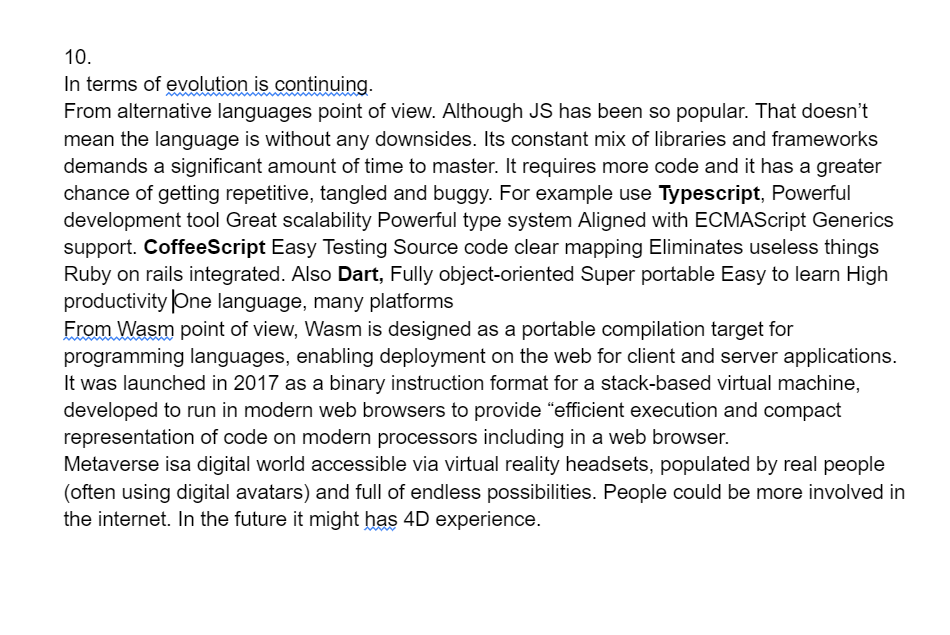 10.
In terms of evolution is continuing.
From alternative languages point of view. Although JS has been so popular. That doesn’t
mean the language is without any downsides. Its constant mix of libraries and frameworks
demands a significant amount of time to master. It requires more code and it has a greater
chance of getting repetitive, tangled and buggy. For example use Typescript, Powerful
development tool Great scalability Powerful type system Aligned with ECMAScript Generics
support. CoffeeScript Easy Testing Source code clear mapping Eliminates useless things
Ruby on rails integrated. Also Dart, Fully object-oriented Super portable Easy to learn High
productivity One language, many platforms
From Wasm point of view, Wasm is designed as a portable compilation target for
programming languages, enabling deployment on the web for client and server applications.
It was launched in 2017 as a binary instruction format for a stack-based virtual machine,
developed to run in modern web browsers to provide “efficient execution and compact
representation of code on modern processors including in a web browser.
Metaverse isa digital world accessible via virtual reality headsets, populated by real people
(often using digital avatars) and full of endless possibilities. People could be more involved in
the internet. In the future it might has 4D experience.